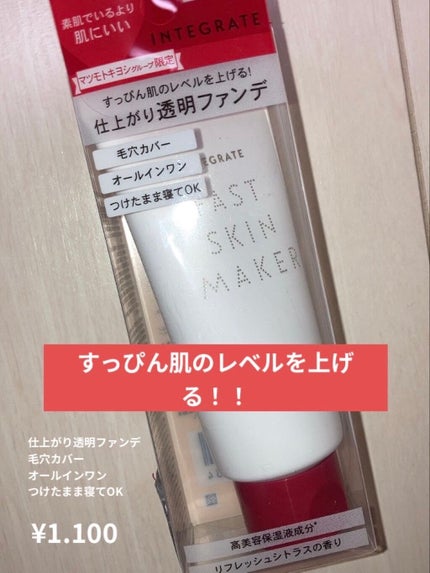 素肌でいるより
肌にいい
INTEGRATE
マツモトキヨシグループ限定
すっぴん肌のレベルを上げる!
仕上がり透明ファンデ
毛穴カバー
オールインワン
つけたまま寝てOK
EGRATE
FAST
SKIN
MAKER
すっぴん肌のレベルを上げ
る！！
仕上がり透明ファンデ
毛穴カバー
オールインワン
つけたまま寝てOK
¥1.100
高美容保湿液成分*
リフレッシュシトラスの香り